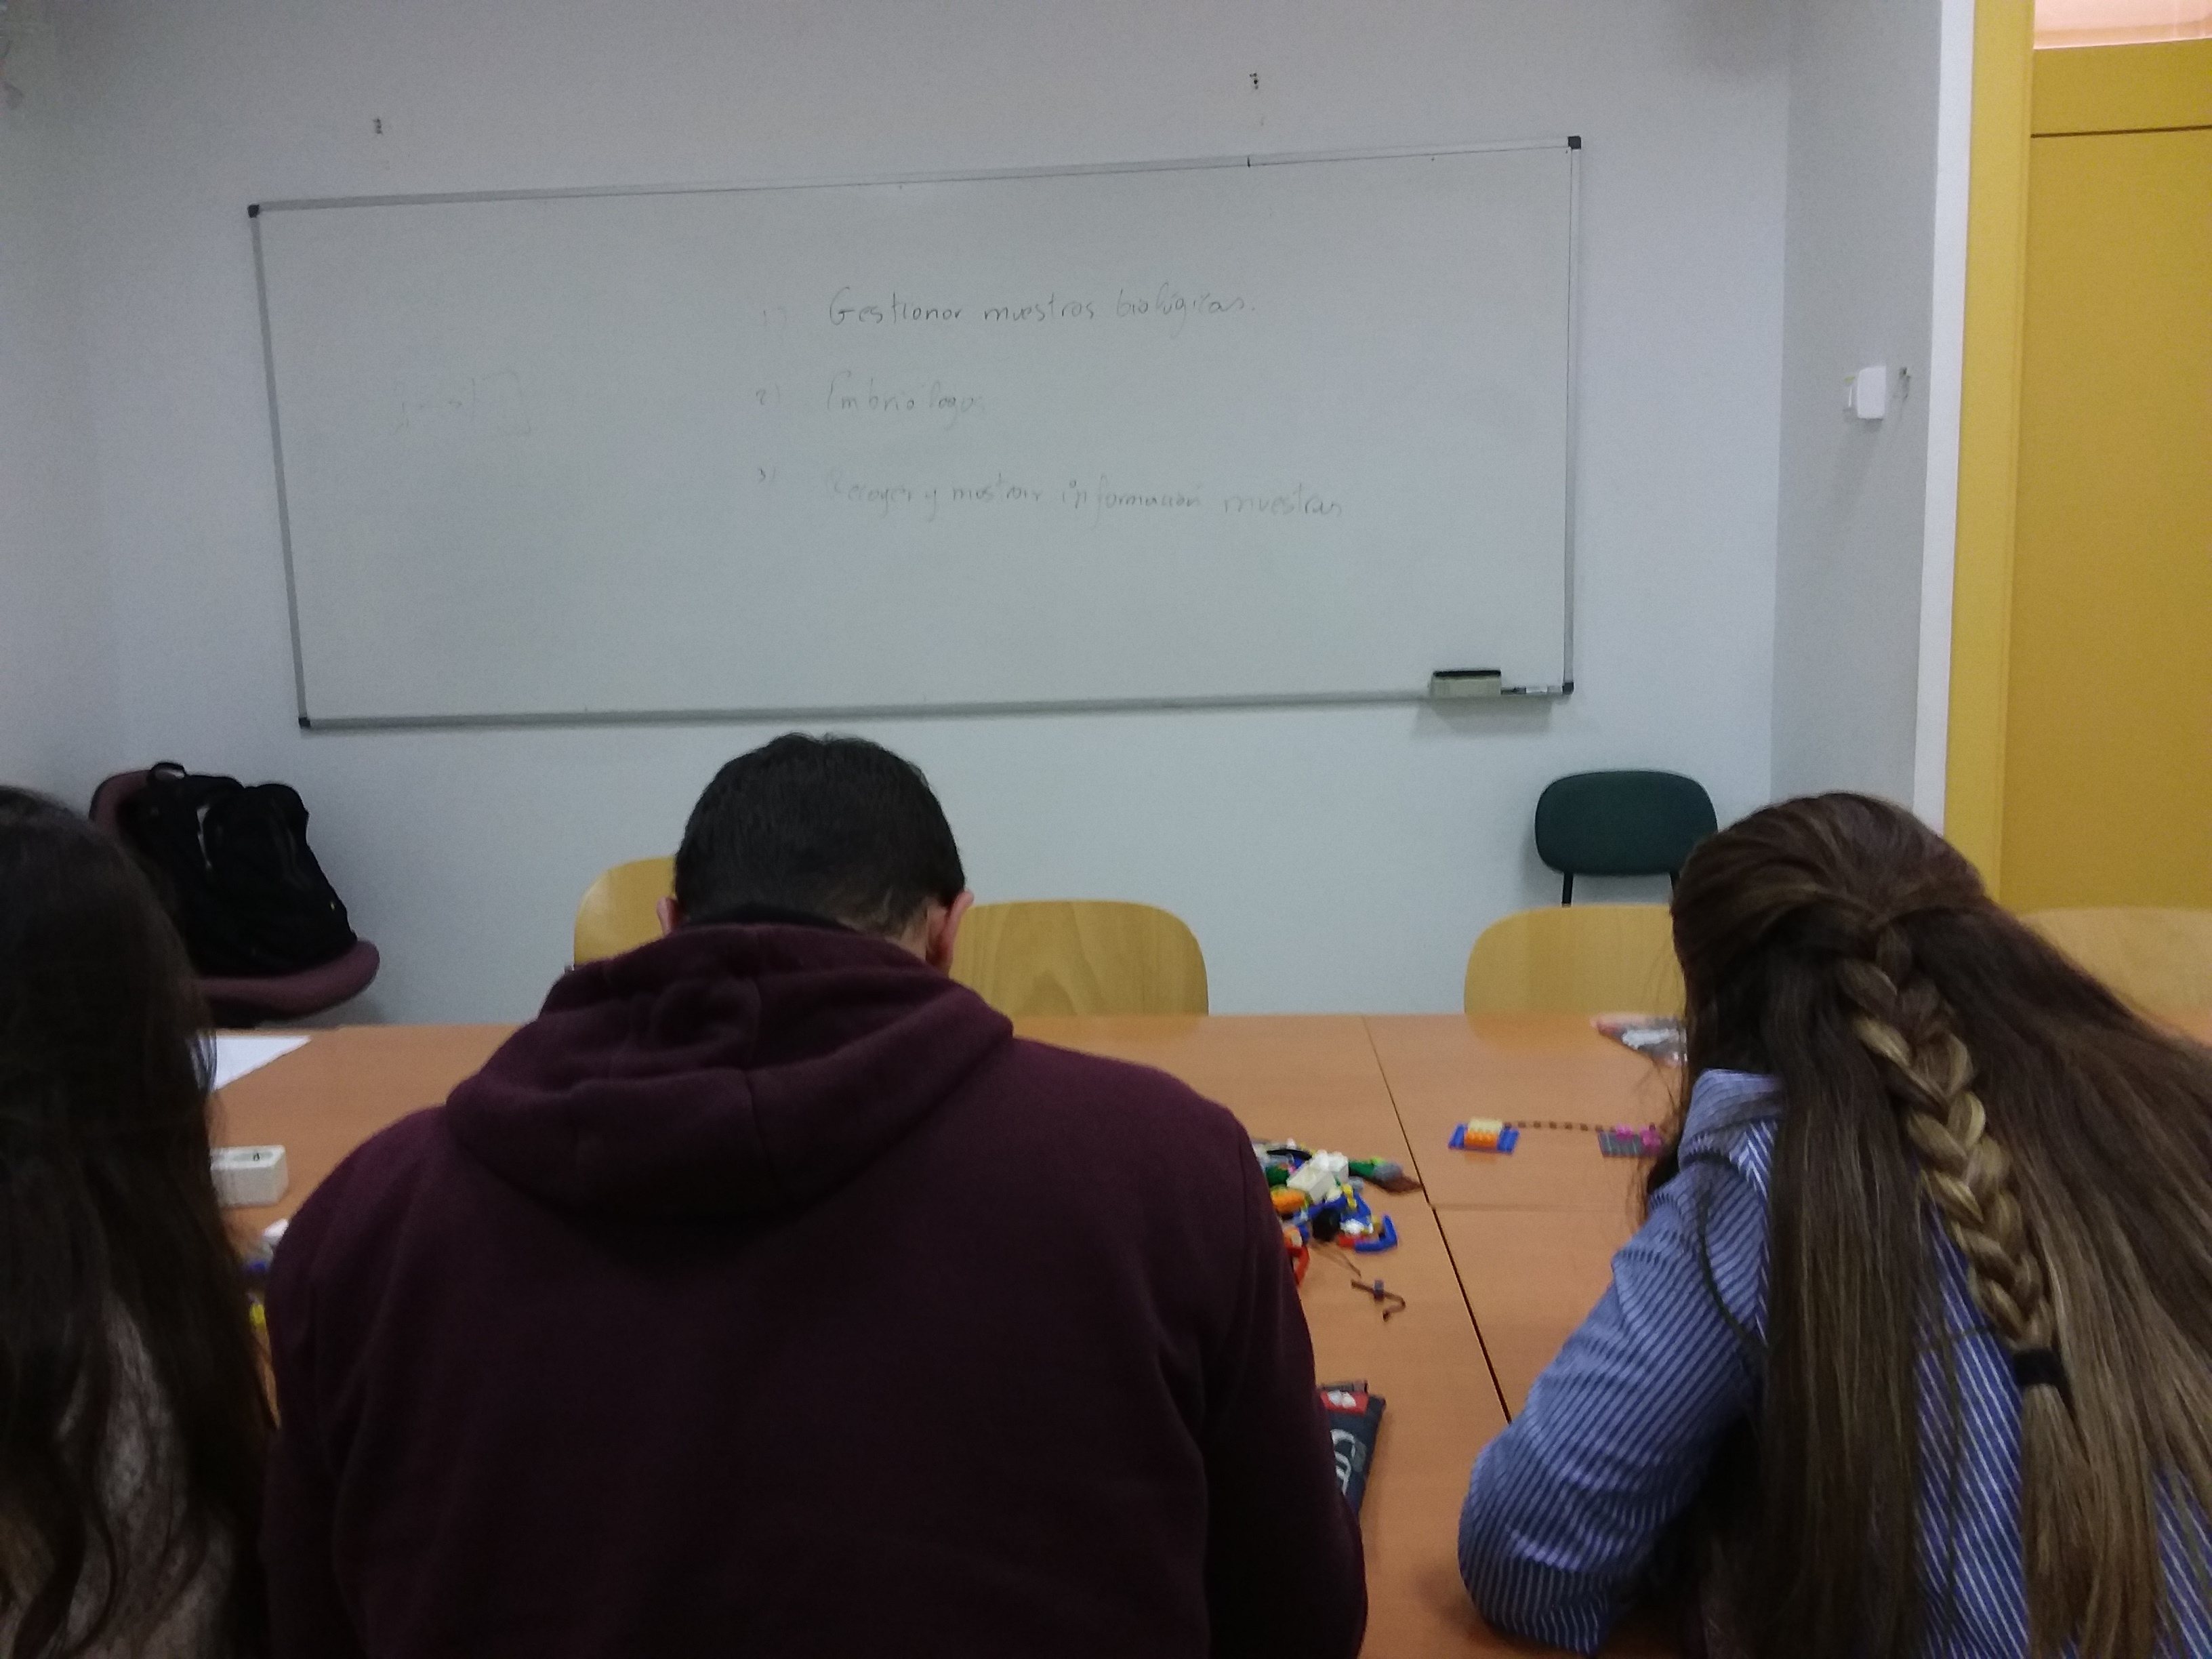 1) Gestionar muestras biológicas.
2) Embriólogos
3) Recoger y mostrar información muestras